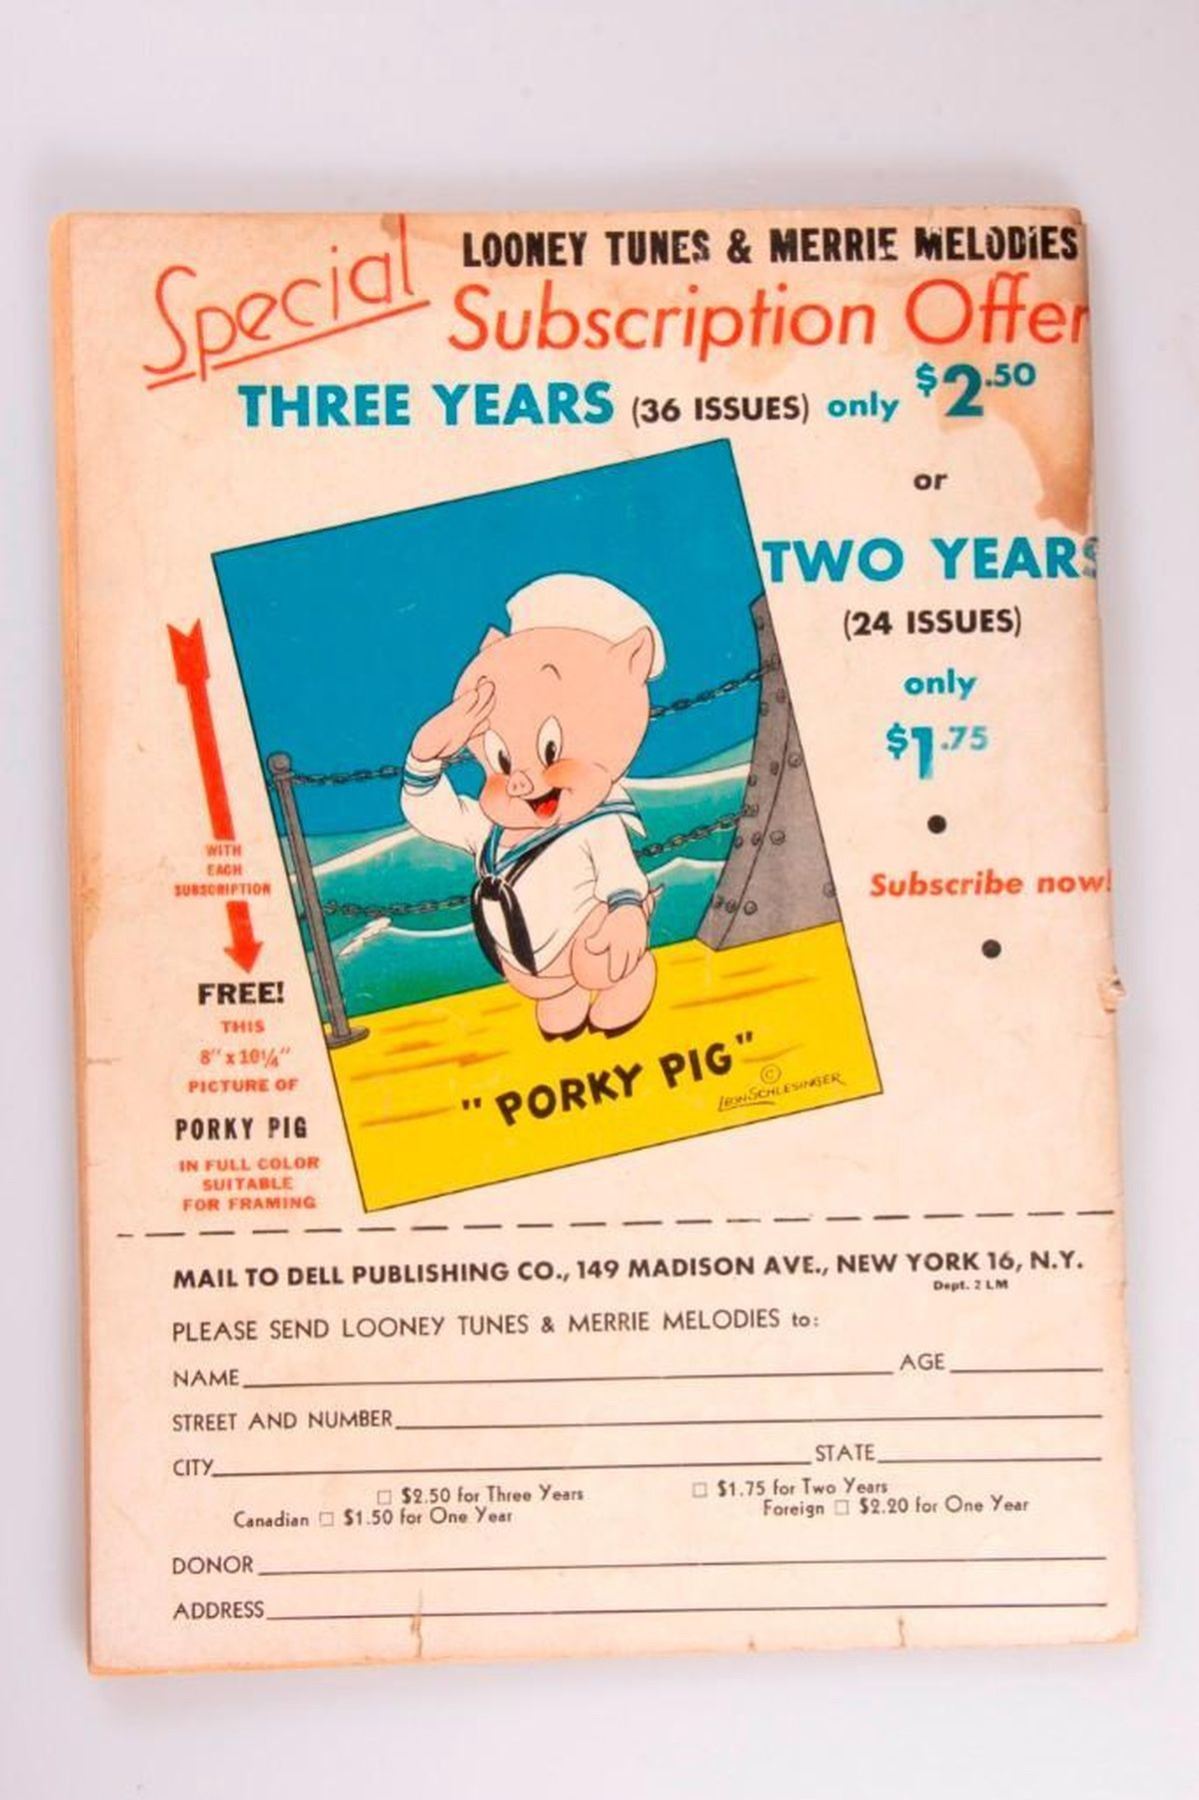 Special
LOONEY TUNES & MERRIE MELODIES
Subscription Offer
THREE YEARS (36 ISSUES) only $2.50
or
TWO YEARS
(24 ISSUES)
only
$1.75
Subscribe now!
WITH
EACH
SUBSCRIPTION
FREE!
THIS
8" x 10¼"
PICTURE OF
PORKY PIG
IN FULL COLOR
SUITABLE
FOR FRAMING
"PORKY PIG"
©
LEON SCHLESINGER
MAIL TO DELL PUBLISHING CO., 149 MADISON AVE., NEW YORK 16, N.Y.
Dept. 2 LM
PLEASE SEND LOONEY TUNES & MERRIE MELODIES to:
NAME AGE
STREET AND NUMBER
CITY STATE
□ $2.50 for Three Years □ $1.75 for Two Years
Canadian □ $1.50 for One Year Foreign □ $2.20 for One Year
DONOR
ADDRESS